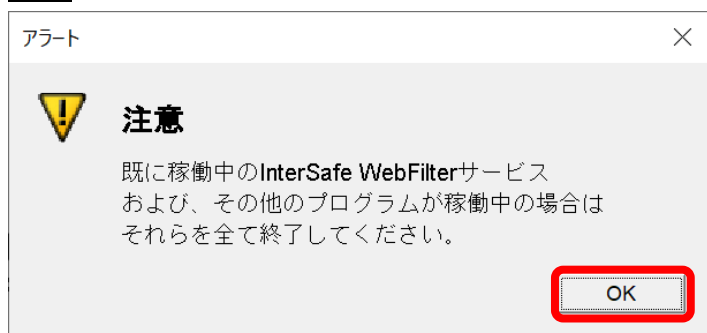 アラート
注意
既に稼働中のInterSafe WebFilterサービス
および、その他のプログラムが稼働中の場合は
それらを全て終了してください。
OK